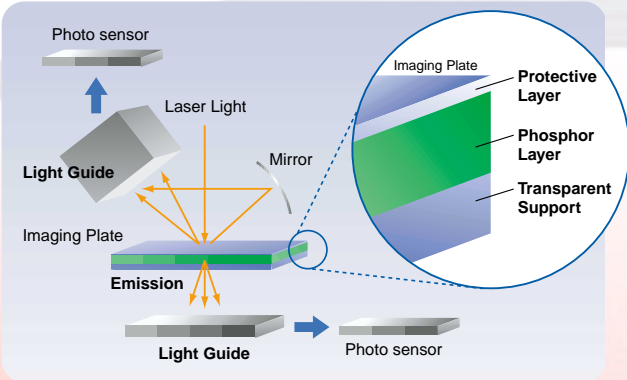 Photo sensor
Laser Light
Mirror
Light Guide
Imaging Plate
Emission
Light Guide
Photo sensor
Imaging Plate
Protective
Layer
Phosphor
Layer
Transparent
Support